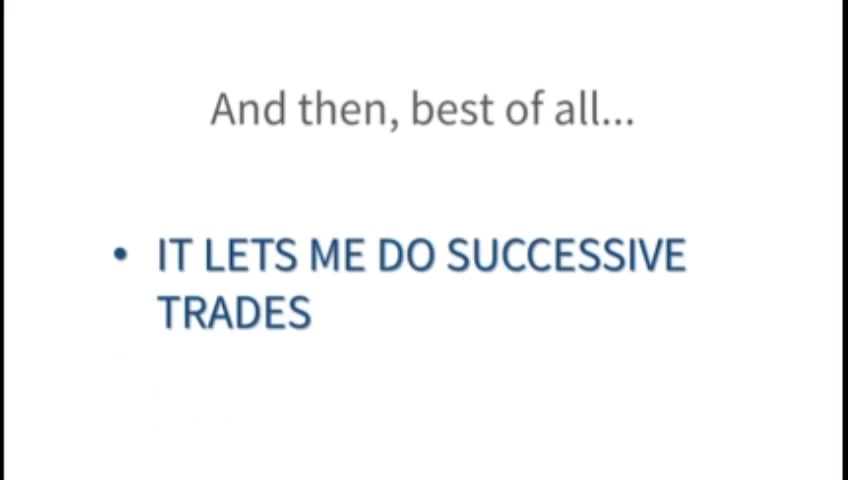 And then, best of all...
• IT LETS ME DO SUCCESSIVE
TRADES